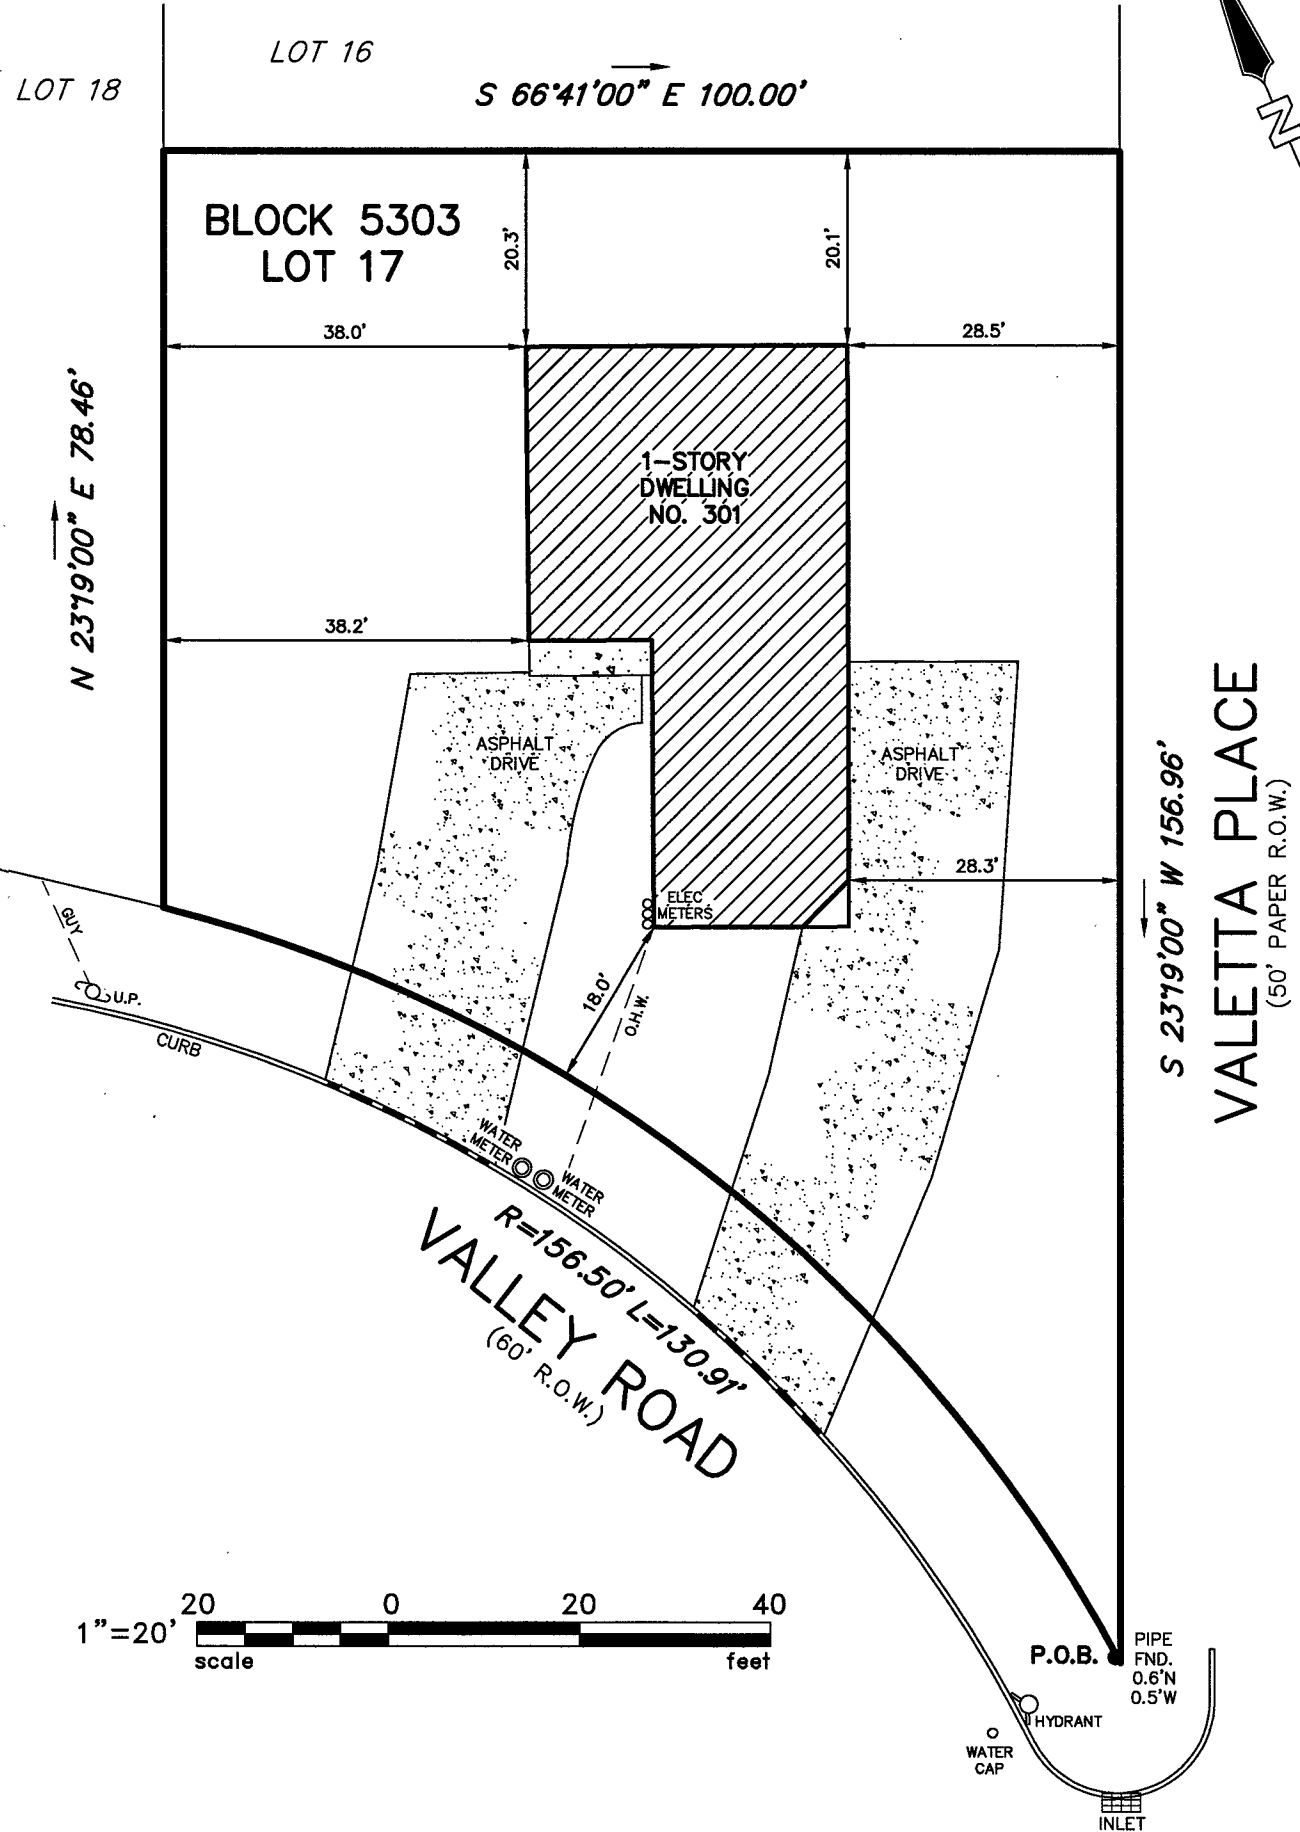 LOT 16
LOT 18
S 66°41'00" E 100.00'
N
BLOCK 5303
LOT 17
20.3'
20.1'
38.0'
28.5'
N 23°19'00" E 78.46'
1-STORY
DWELLING
NO. 301
38.2'
ASPHALT
DRIVE
ASPHALT
DRIVE
S 23°19'00" W 156.96'
VALETTA PLACE
(50' PAPER R.O.W.)
28.3'
ELEC
METERS
GUY
U.P.
CURB
18.0'
O.H.W.
WATER
METER
WATER
METER
R=156.50' L=130.91'
VALLEY ROAD
(60' R.O.W.)
20 0 20 40
1"=20'
scale feet
P.O.B.
PIPE
FND.
0.6'N
0.5'W
HYDRANT
WATER
CAP
INLET